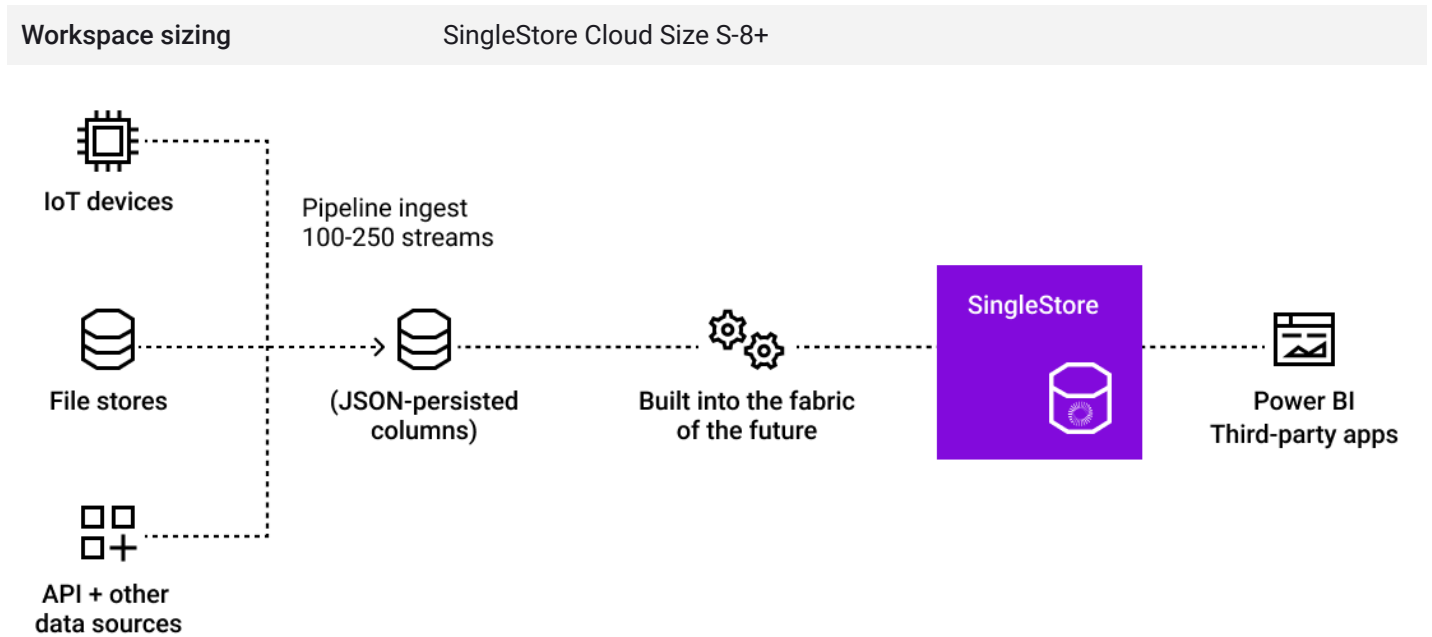 Workspace sizing
SingleStore Cloud Size S-8+
IoT devices
Pipeline ingest
100-250 streams
File stores
(JSON-persisted
columns)
Built into the fabric
of the future
SingleStore
Power BI
Third-party apps
API + other
data sources